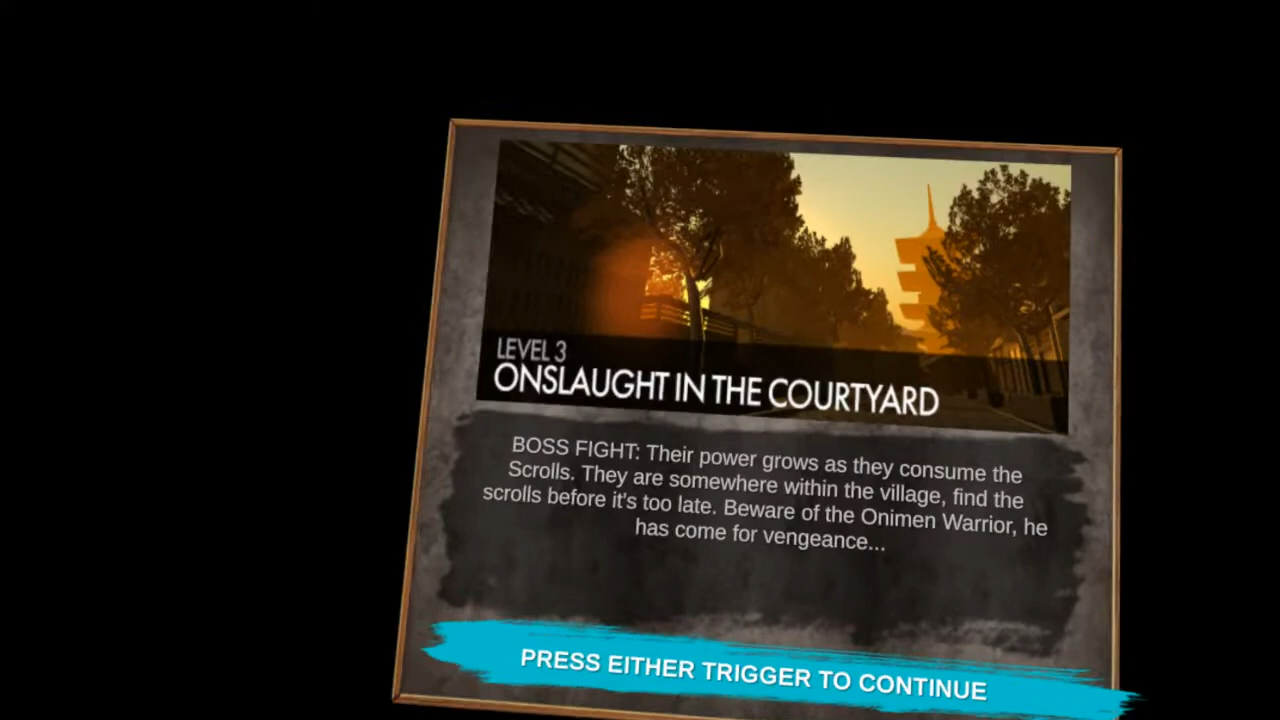 LEVEL 3
ONSLAUGHT IN THE COURTYARD
BOSS FIGHT: Their power grows as they consume the
Scrolls. They are somewhere within the village, find the
scrolls before it's too late. Beware of the Onimen Warrior, he
has come for vengeance...
PRESS EITHER TRIGGER TO CONTINUE